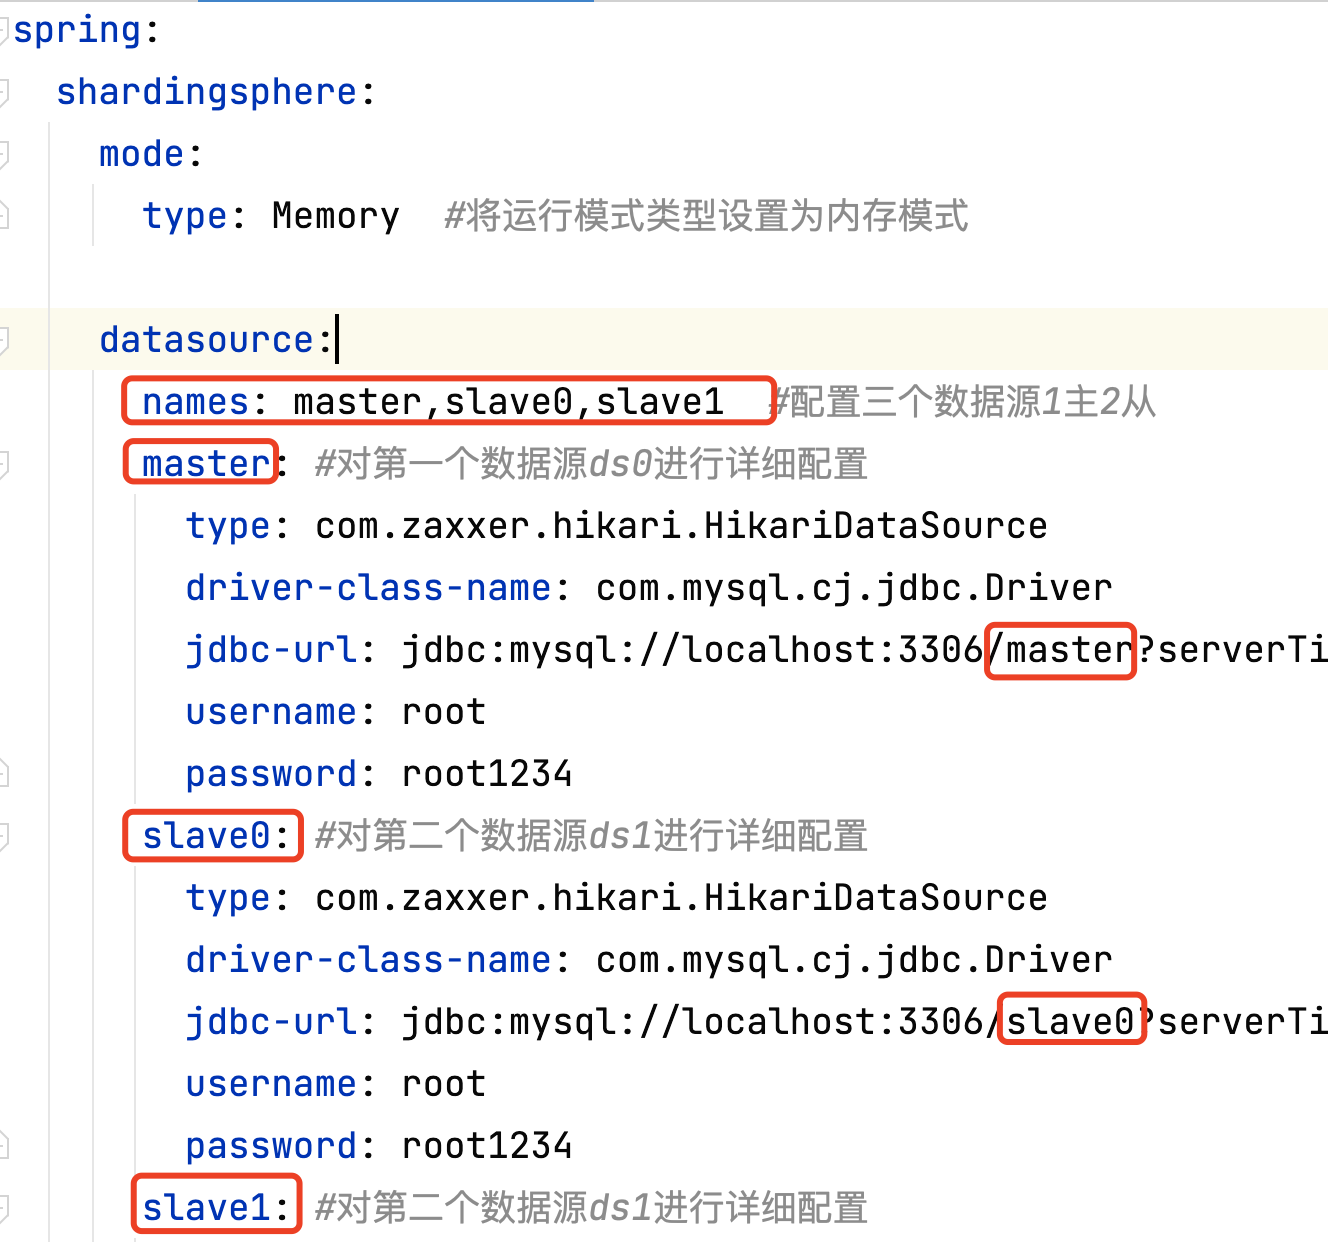 spring:
shardingsphere:
mode:
type: Memory #将运行模式类型设置为内存模式
datasource:
names: master,slave0,slave1 #配置三个数据源1主2从
master: #对第一个数据源ds0进行详细配置
type: com.zaxxer.hikari.HikariDataSource
driver-class-name: com.mysql.cj.jdbc.Driver
jdbc-url: jdbc:mysql://localhost:3306/master?serverTi
username: root
password: root1234
slave0: #对第二个数据源ds1进行详细配置
type: com.zaxxer.hikari.HikariDataSource
driver-class-name: com.mysql.cj.jdbc.Driver
jdbc-url: jdbc:mysql://localhost:3306/slave0?serverTi
username: root
password: root1234
slave1: #对第二个数据源ds1进行详细配置